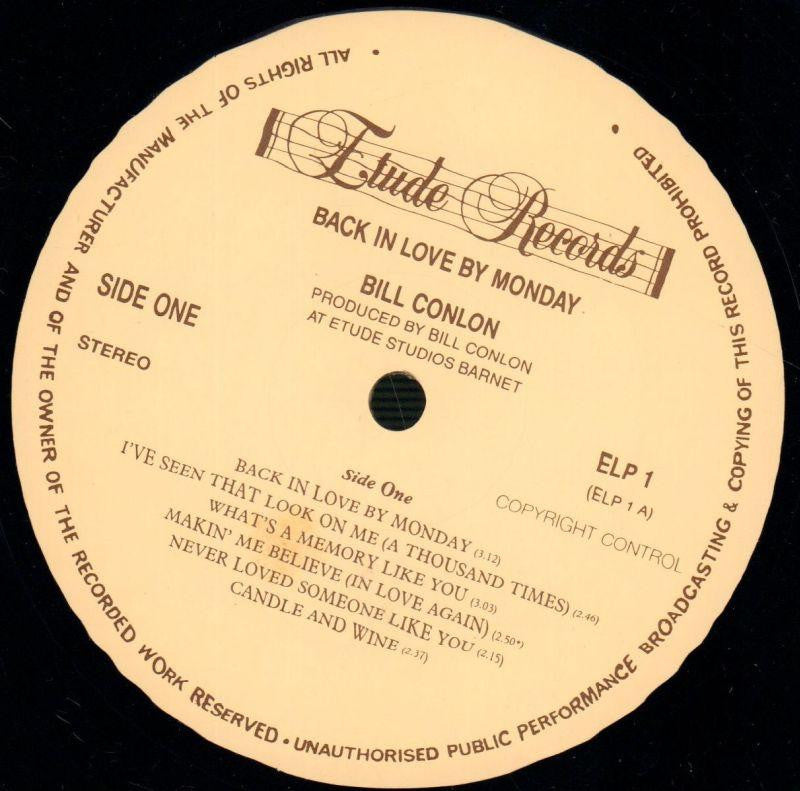 Etude Records
BACK IN LOVE BY MONDAY
BILL CONLON
PRODUCED BY BILL CONLON
AT ETUDE STUDIOS BARNET
SIDE ONE
STEREO
ELP 1
(ELP 1 A)
COPYRIGHT CONTROL
Side One
BACK IN LOVE BY MONDAY (3.12)
I'VE SEEN THAT LOOK ON ME (A THOUSAND TIMES) (2.46)
WHAT'S A MEMORY LIKE YOU (3.03)
MAKIN' ME BELIEVE (IN LOVE AGAIN) (2.50*)
NEVER LOVED SOMEONE LIKE YOU (2.15)
CANDLE AND WINE (2.37)
• ALL RIGHTS OF THE MANUFACTURER AND OF THE OWNER OF THE RECORDED WORK RESERVED • UNAUTHORISED PUBLIC PERFORMANCE BROADCASTING & COPYING OF THIS RECORD PROHIBITED •